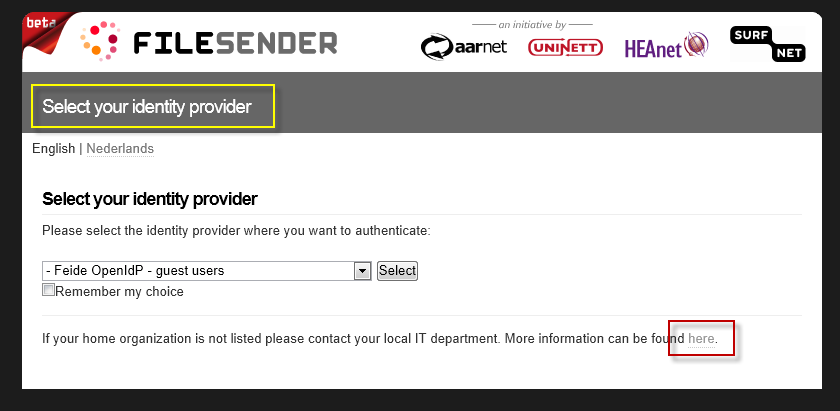 beta
FILESENDER
an initiative by
aarnet
UNINETT
HEAnet
SURF
NET
Select your identity provider
English | Nederlands
Select your identity provider
Please select the identity provider where you want to authenticate:
- Feide OpenIdP - guest users
Select
Remember my choice
If your home organization is not listed please contact your local IT department. More information can be found here.